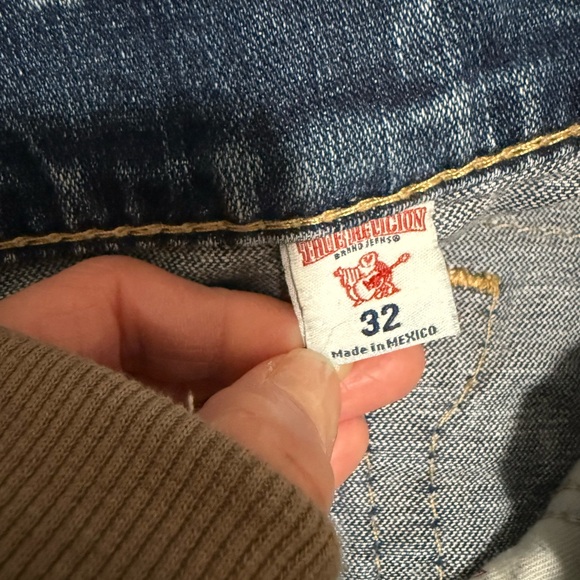 TRUE RELIGION
BRAND JEANS®
32
Made in MEXICO